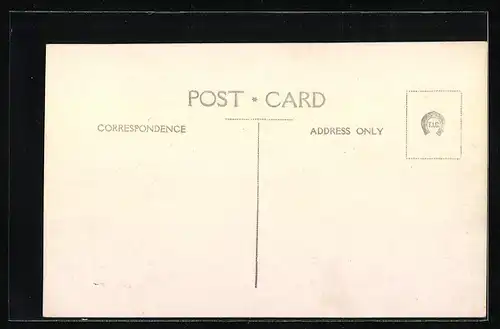 POST * CARD
CORRESPONDENCE
ADDRESS ONLY